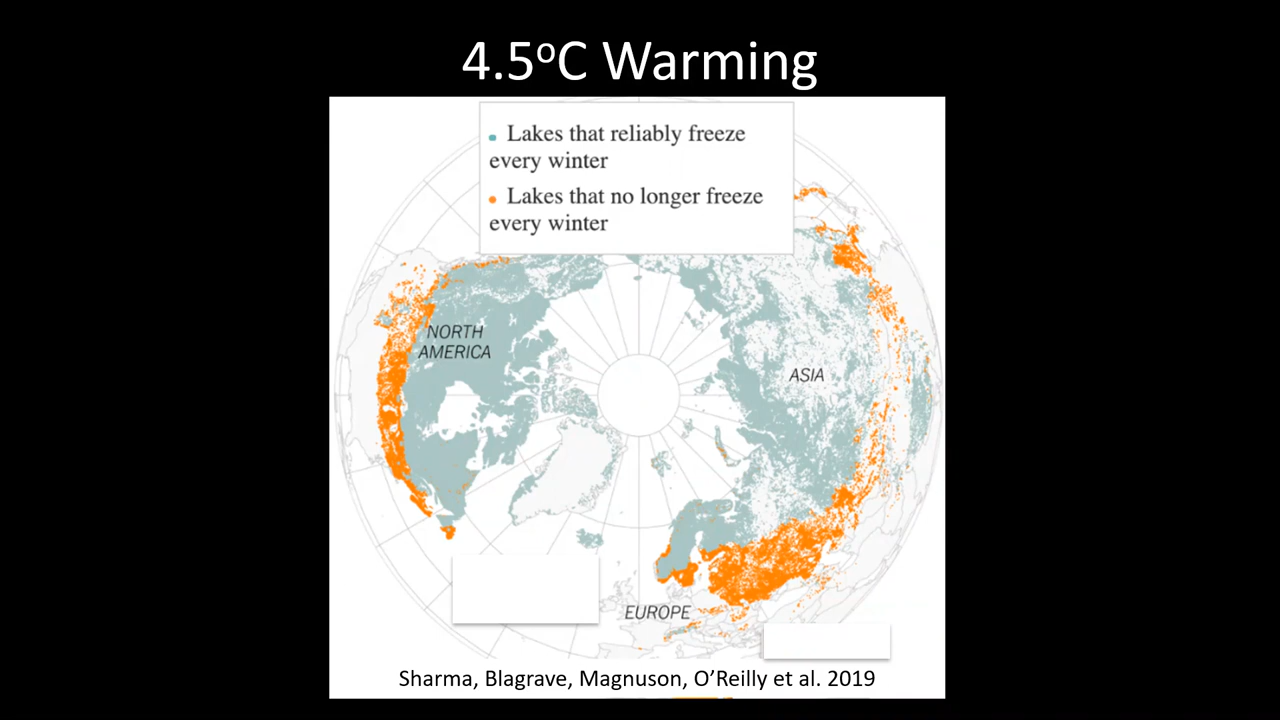 4.5ºC Warming
Lakes that reliably freeze
every winter
Lakes that no longer freeze
every winter
NORTH
AMERICA
ASIA
EUROPE
Sharma, Blagrave, Magnuson, O’Reilly et al. 2019